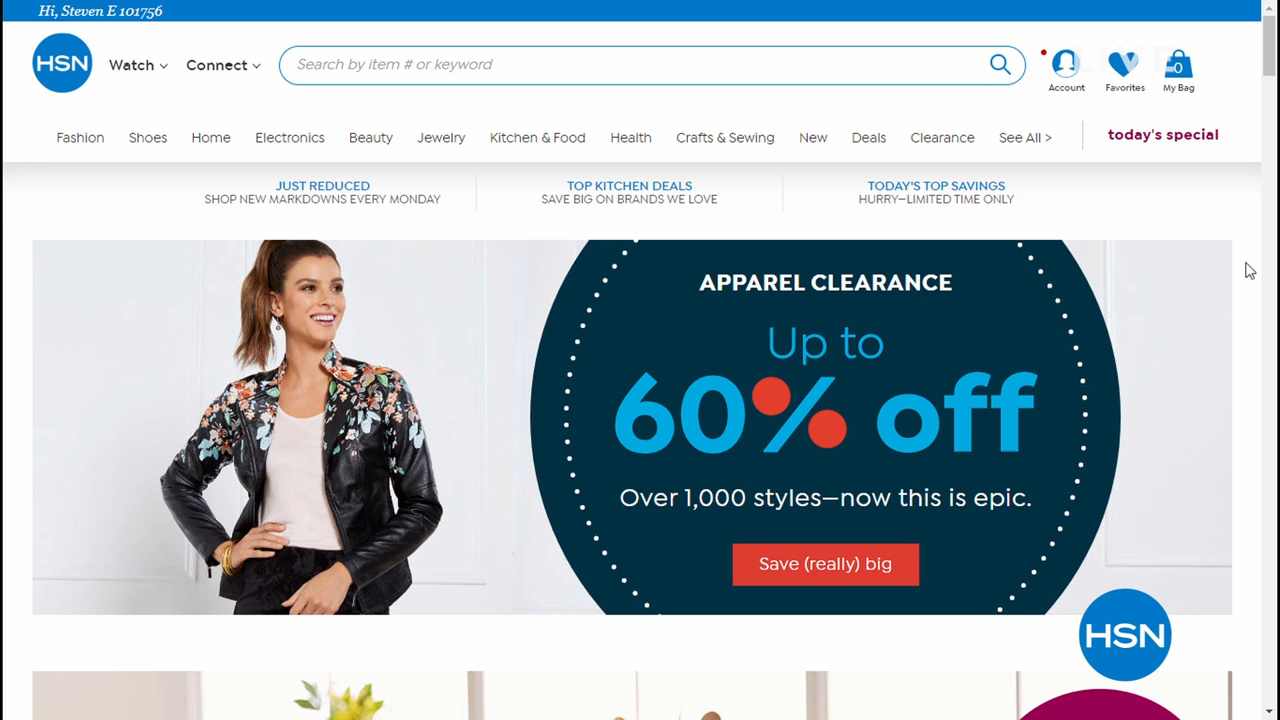 Hi, Steven E 101756
HSN
Watch
Connect
Search by item # or keyword
Account
Favorites
0
My Bag
Fashion
Shoes
Home
Electronics
Beauty
Jewelry
Kitchen & Food
Health
Crafts & Sewing
New
Deals
Clearance
See All >
today's special
JUST REDUCED
SHOP NEW MARKDOWNS EVERY MONDAY
TOP KITCHEN DEALS
SAVE BIG ON BRANDS WE LOVE
TODAY'S TOP SAVINGS
HURRY—LIMITED TIME ONLY
APPAREL CLEARANCE
Up to
60% off
Over 1,000 styles—now this is epic.
Save (really) big
HSN